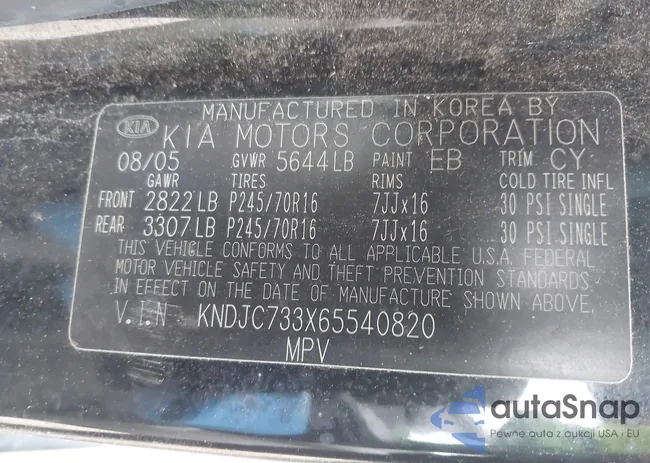 MANUFACTURED IN KOREA BY
KIA KIA MOTORS CORPORATION
08/05 GVWR 5644LB PAINT EB TRIM CY
GAWR TIRES RIMS COLD TIRE INFL
FRONT 2822LB P245/70R16 7JJx16 30 PSI SINGLE
REAR 3307LB P245/70R16 7JJx16 30 PSI SINGLE
THIS VEHICLE CONFORMS TO ALL APPLICABLE U.S.A. FEDERAL
MOTOR VEHICLE SAFETY AND THEFT PREVENTION STANDARDS
IN EFFECT ON THE DATE OF MANUFACTURE SHOWN ABOVE.
V.I.N KNDJC733X65540820
MPV
autaSnap
Pewne auta z aukcji USA i EU